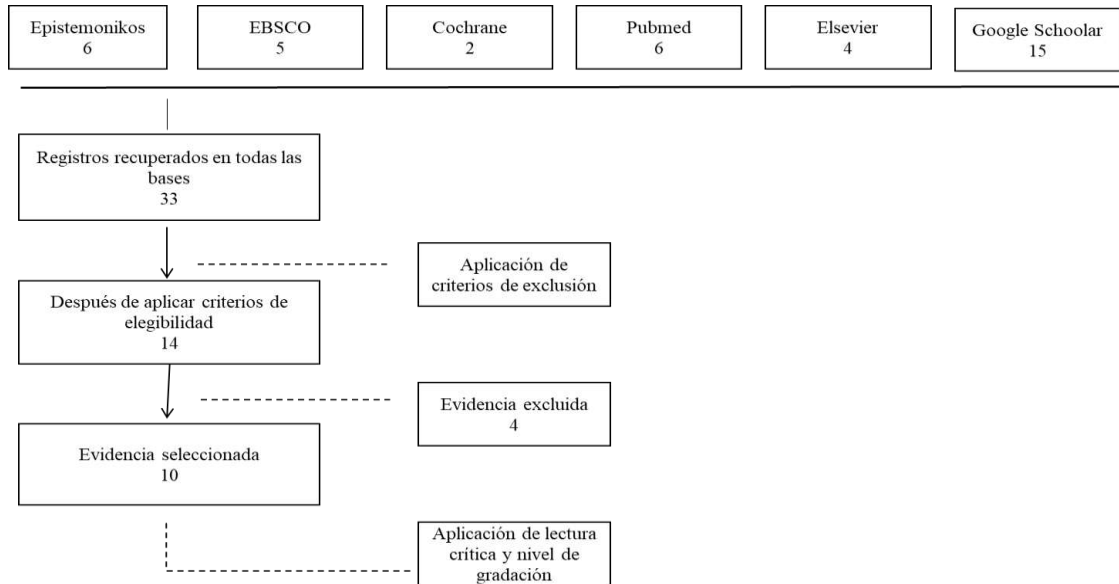 Epistemonikos
6
EBSCO
5
Cochrane
2
Pubmed
6
Elsevier
4
Google Schoolar
15
Registros recuperados en todas las
bases
33
Aplicación de
criterios de exclusión
Después de aplicar criterios de
elegibilidad
14
Evidencia excluida
4
Evidencia seleccionada
10
Aplicación de lectura
crítica y nivel de
gradación